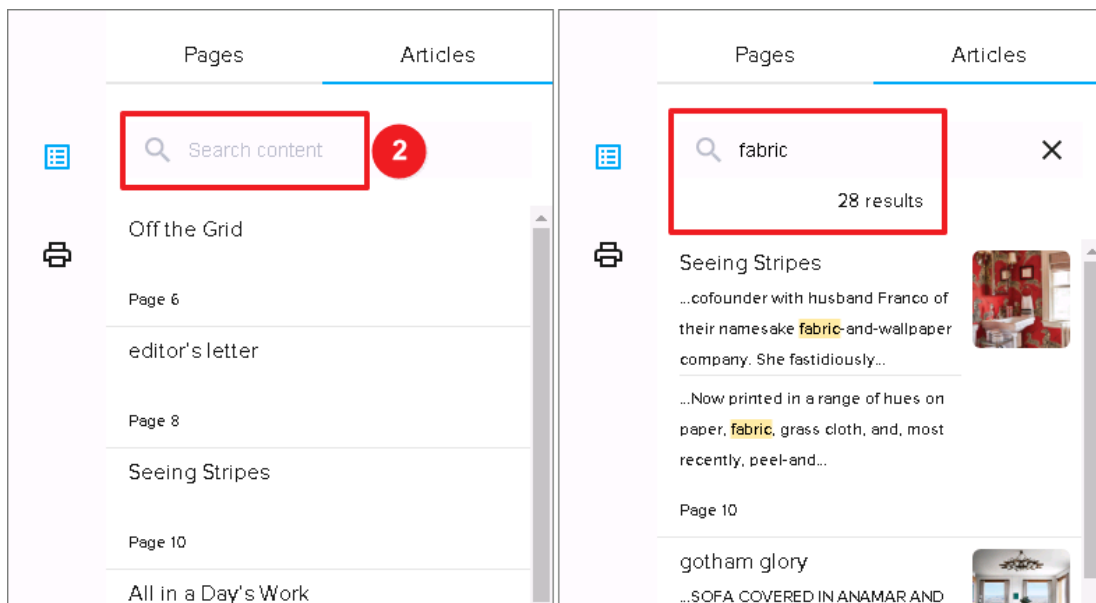 Pages
Articles
Search content
2
Off the Grid
Page 6
editor's letter
Page 8
Seeing Stripes
Page 10
All in a Day's Work
Pages
Articles
fabric
28 results
Seeing Stripes
...cofounder with husband Franco of
their namesake fabric-and-wallpaper
company. She fastidiously...
...Now printed in a range of hues on
paper, fabric, grass cloth, and, most
recently, peel-and...
Page 10
gotham glory
...SOFA COVERED IN ANAMAR AND